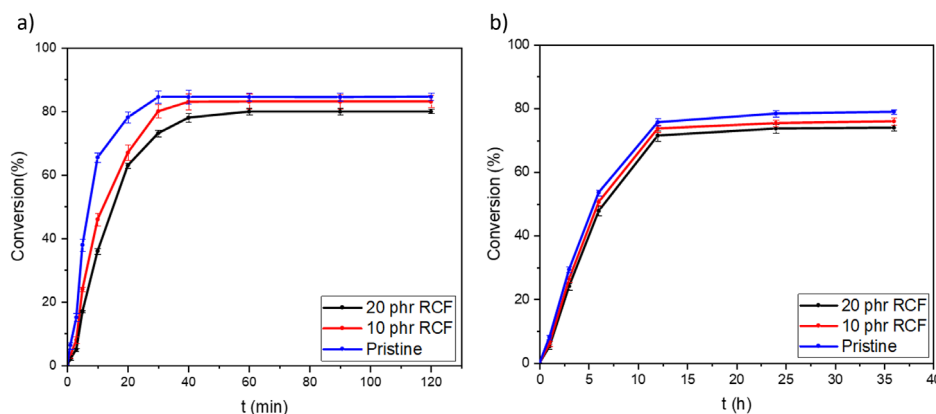 a)
100
80
60
40
20
0
Conversion(%)
0 20 40 60 80 100 120
t (min)
20 phr RCF
10 phr RCF
Pristine
b)
100
80
60
40
20
0
Conversion (%)
0 5 10 15 20 25 30 35 40
t (h)
20 phr RCF
10 phr RCF
Pristine